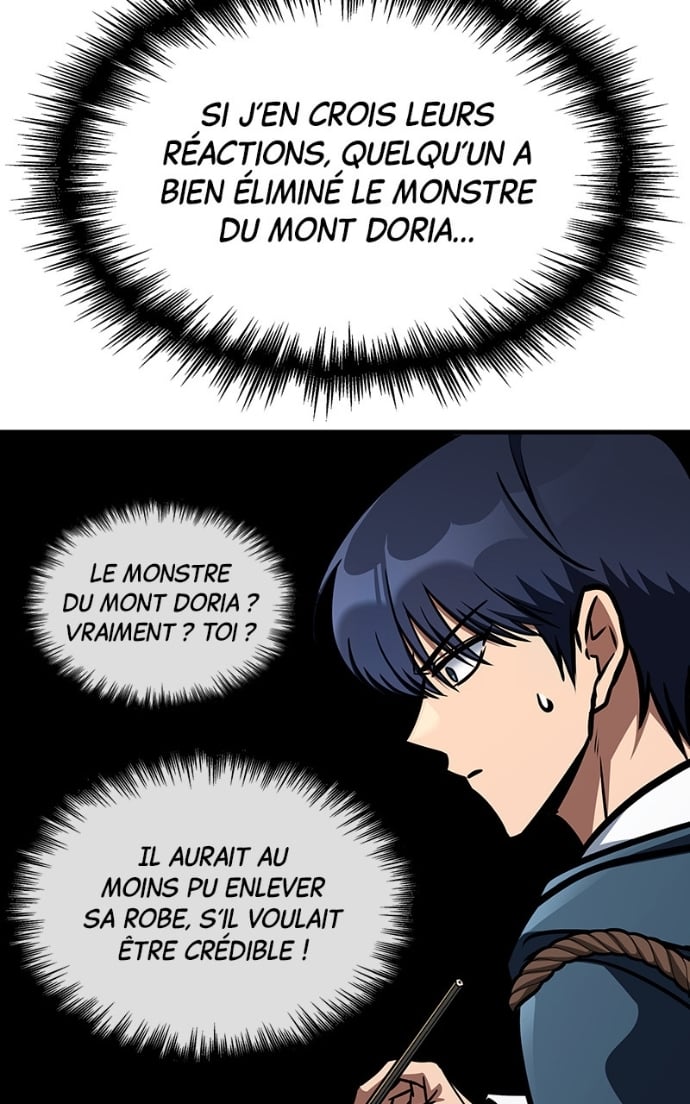 SI J'EN CROIS LEURS
RÉACTIONS, QUELQU'UN A
BIEN ÉLIMINÉ LE MONSTRE
DU MONT DORIA...
LE MONSTRE
DU MONT DORIA ?
VRAIMENT ? TOI ?
IL AURAIT AU
MOINS PU ENLEVER
SA ROBE, S'IL VOULAIT
ÊTRE CRÉDIBLE !